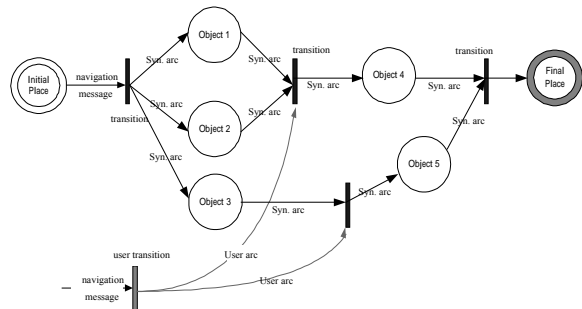 Object 1
transition
transition
Syn. arc
Syn. arc
Initial
Place
navigation
message
Object 4
Syn. arc
Syn. arc
Final
Place
Syn. arc
Syn. arc
transition
Object 2
Syn. arc
Object 5
Object 3
Syn. arc
Syn. arc
Syn. arc
user transition
User arc
navigation
message
User arc